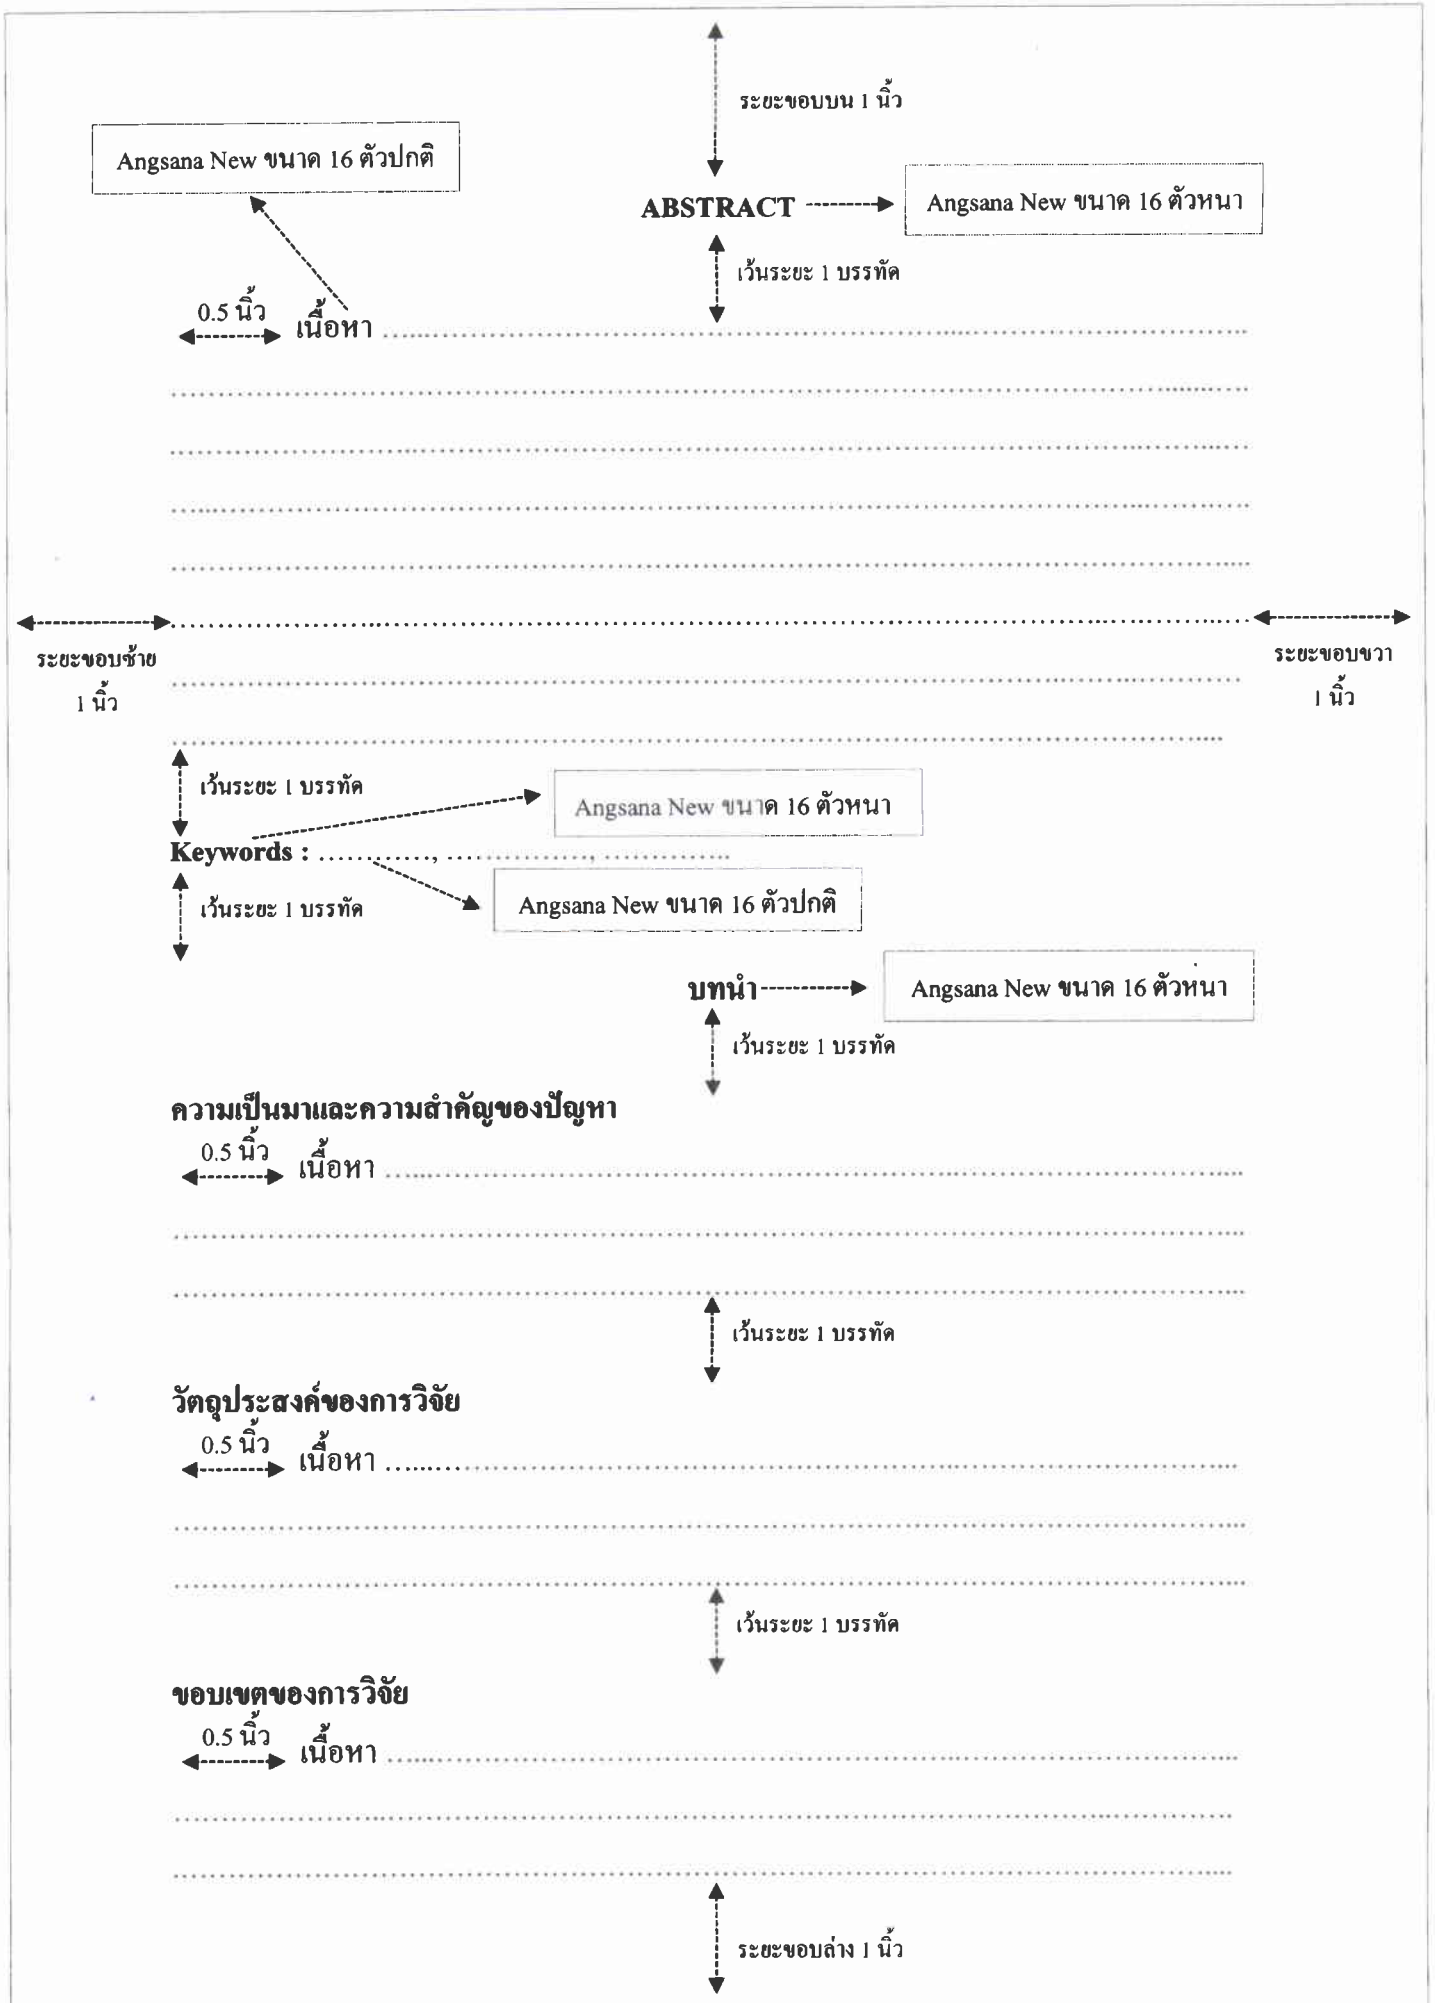 ระยะขอบบน 1 นิ้ว
Angsana New ขนาด 16 ตัวปกติ
ABSTRACT
Angsana New ขนาด 16 ตัวหนา
เว้นระยะ 1 บรรทัด
0.5 นิ้ว
เนื้อหา ................................................................
ระยะขอบซ้าย
1 นิ้ว
ระยะขอบขวา
1 นิ้ว
เว้นระยะ 1 บรรทัด
Angsana New ขนาด 16 ตัวหนา
Keywords : ............, ..............., ..............
เว้นระยะ 1 บรรทัด
Angsana New ขนาด 16 ตัวปกติ
บทนำ
Angsana New ขนาด 16 ตัวหนา
เว้นระยะ 1 บรรทัด
ความเป็นมาและความสำคัญของปัญหา
0.5 นิ้ว
เนื้อหา ................................................................
เว้นระยะ 1 บรรทัด
วัตถุประสงค์ของการวิจัย
0.5 นิ้ว
เนื้อหา ................................................................
เว้นระยะ 1 บรรทัด
ขอบเขตของการวิจัย
0.5 นิ้ว
เนื้อหา ................................................................
ระยะขอบล่าง 1 นิ้ว